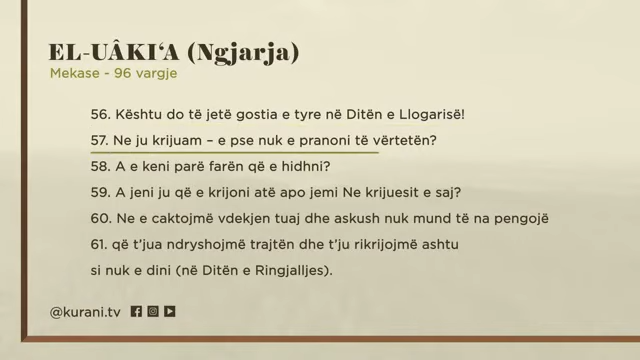 EL-UÂKI‘A (Ngjarja)
Mekase - 96 vargje
56. Kështu do të jetë gostia e tyre në Ditën e Llogarisë!
57. Ne ju krijuam – e pse nuk e pranoni të vërtetën?
58. A e keni parë farën që e hidhni?
59. A jeni ju që e krijoni atë apo jemi Ne krijuesit e saj?
60. Ne e caktojmë vdekjen tuaj dhe askush nuk mund të na pengojë
61. që t’jua ndryshojmë trajtën dhe t’ju rikrijojmë ashtu
si nuk e dini (në Ditën e Ringjalljes).
@kurani.tv